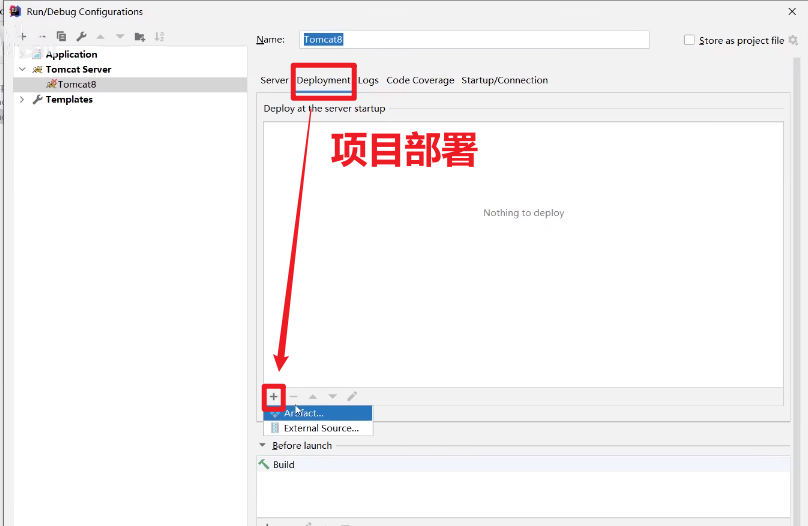 Run/Debug Configurations
Name: Tomcat8
Store as project file
Application
Tomcat Server
Tomcat8
Templates
Server Deployment Logs Code Coverage Startup/Connection
Deploy at the server startup
项目部署
Nothing to deploy
Artifact...
External Source...
Before launch
Build